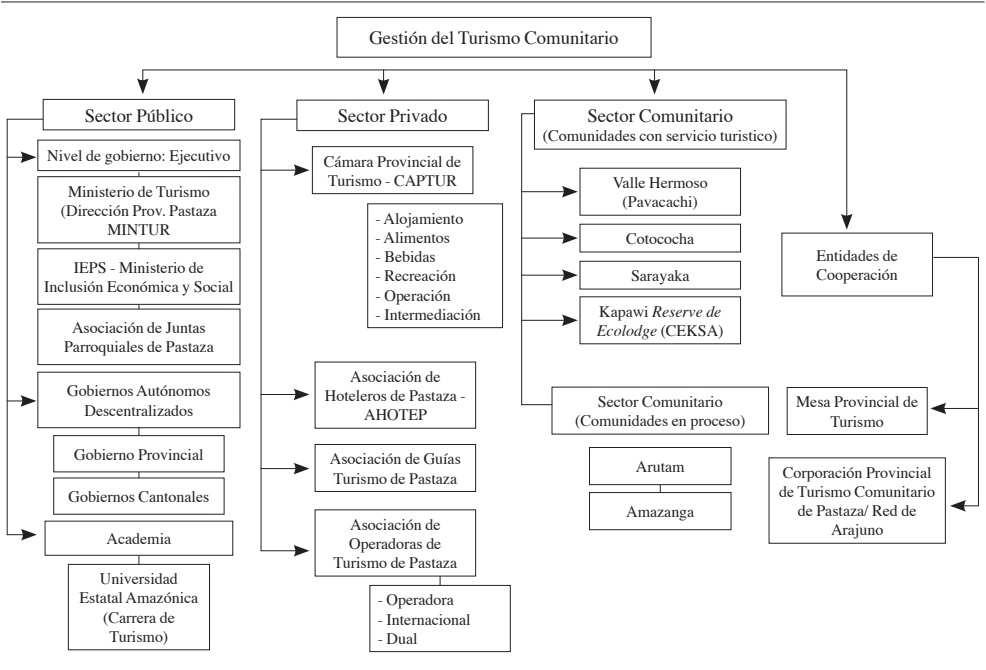 Gestión del Turismo Comunitario
Sector Público
Nivel de gobierno: Ejecutivo
Ministerio de Turismo
(Dirección Prov. Pastaza
MINTUR
IEPS - Ministerio de
Inclusión Económica y Social
Asociación de Juntas
Parroquiales de Pastaza
Gobiernos Autónomos
Descentralizados
Gobierno Provincial
Gobiernos Cantonales
Academia
Universidad
Estatal Amazónica
(Carrera de
Turismo)
Sector Privado
Cámara Provincial de
Turismo - CAPTUR
- Alojamiento
- Alimentos
- Bebidas
- Recreación
- Operación
- Intermediación
Asociación de
Hoteleros de Pastaza -
AHOTEP
Asociación de Guías
Turismo de Pastaza
Asociación de
Operadoras de
Turismo de Pastaza
- Operadora
- Internacional
- Dual
Sector Comunitario
(Comunidades con servicio turistico)
Valle Hermoso
(Pavacachi)
Cotococha
Sarayaka
Kapawi Reserve de
Ecolodge (CEKSA)
Sector Comunitario
(Comunidades en proceso)
Arutam
Amazanga
Entidades de
Cooperación
Mesa Provincial de
Turismo
Corporación Provincial
de Turismo Comunitario
de Pastaza/ Red de
Arajuno